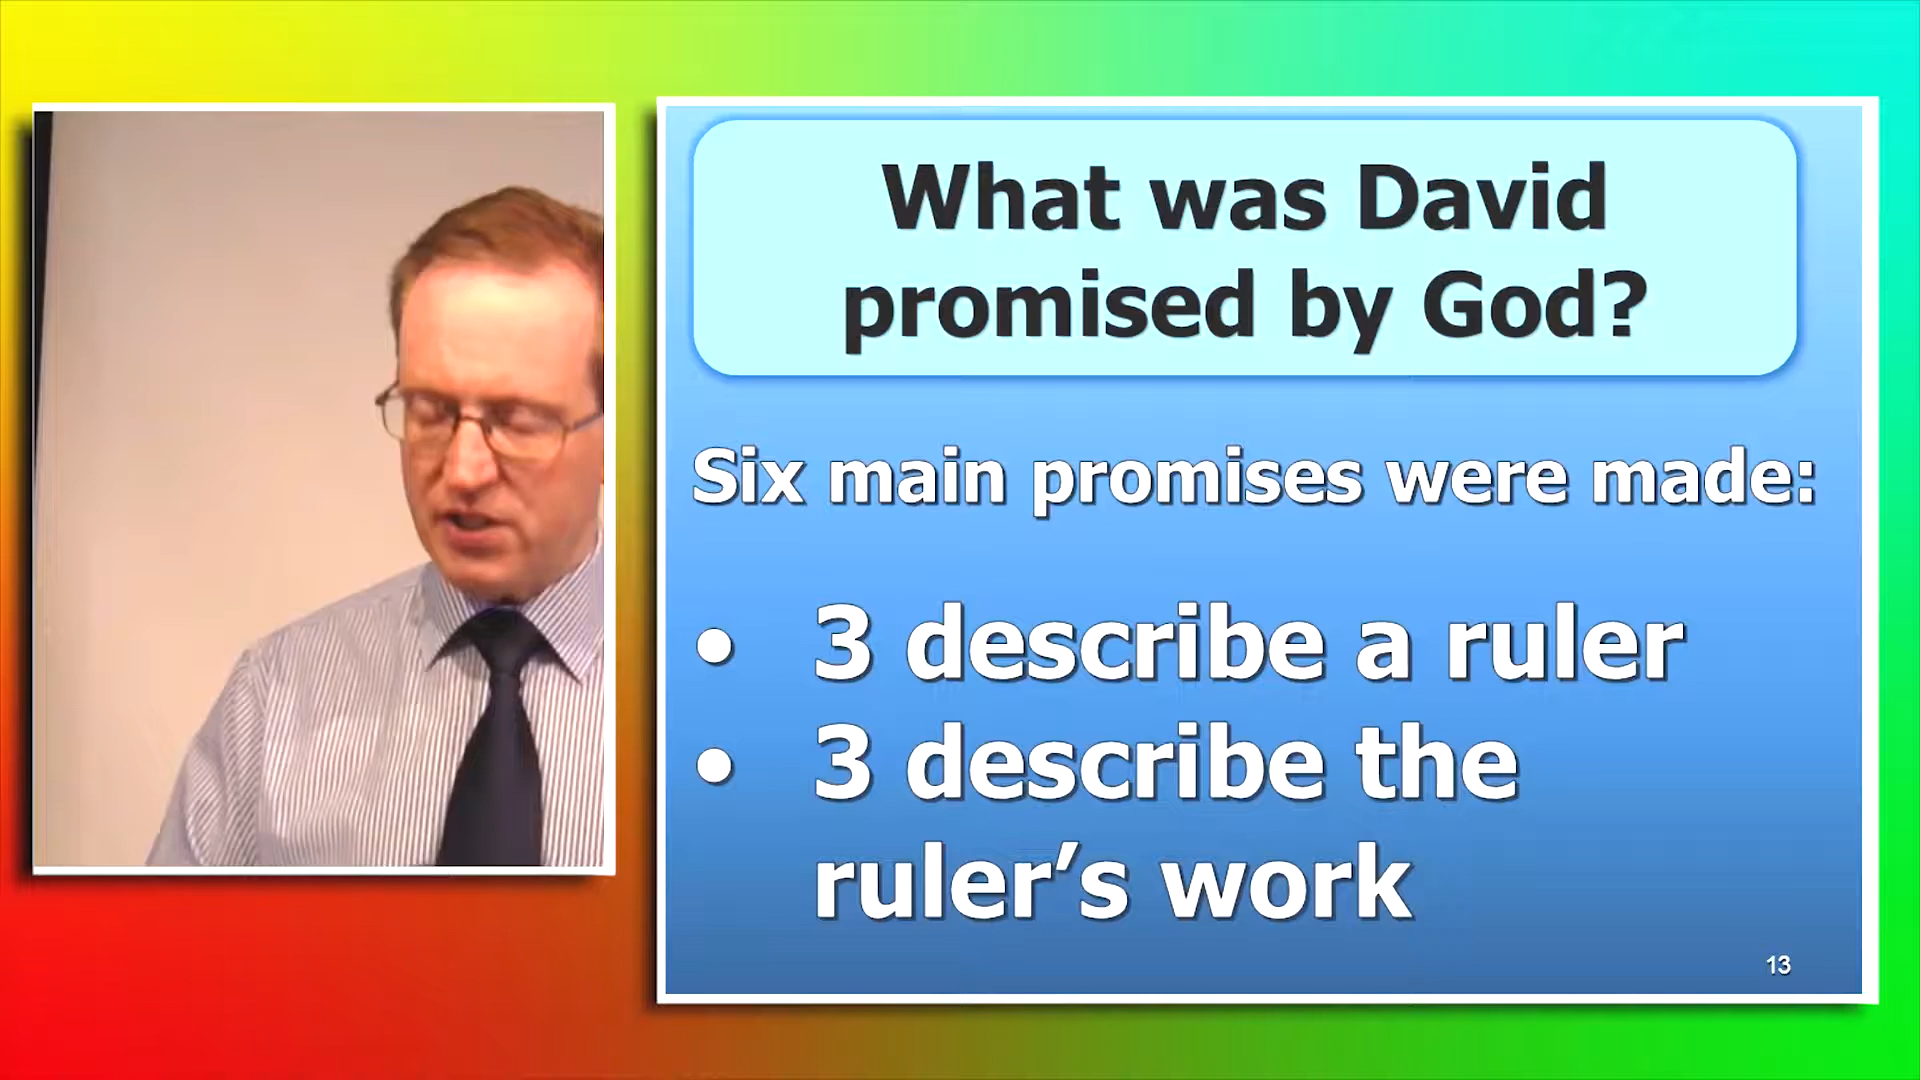 What was David
promised by God?
Six main promises were made:
• 3 describe a ruler
• 3 describe the
ruler’s work
13